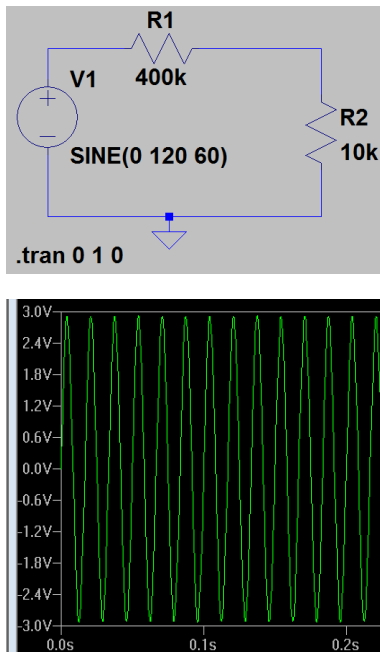 R1
V1
400k
R2
SINE(0 120 60)
10k
.tran 0 1 0
3.0V
2.4V
1.8V
1.2V
0.6V
0.0V
-0.6V
-1.2V
-1.8V
-2.4V
-3.0V
0.0s 0.1s 0.2s